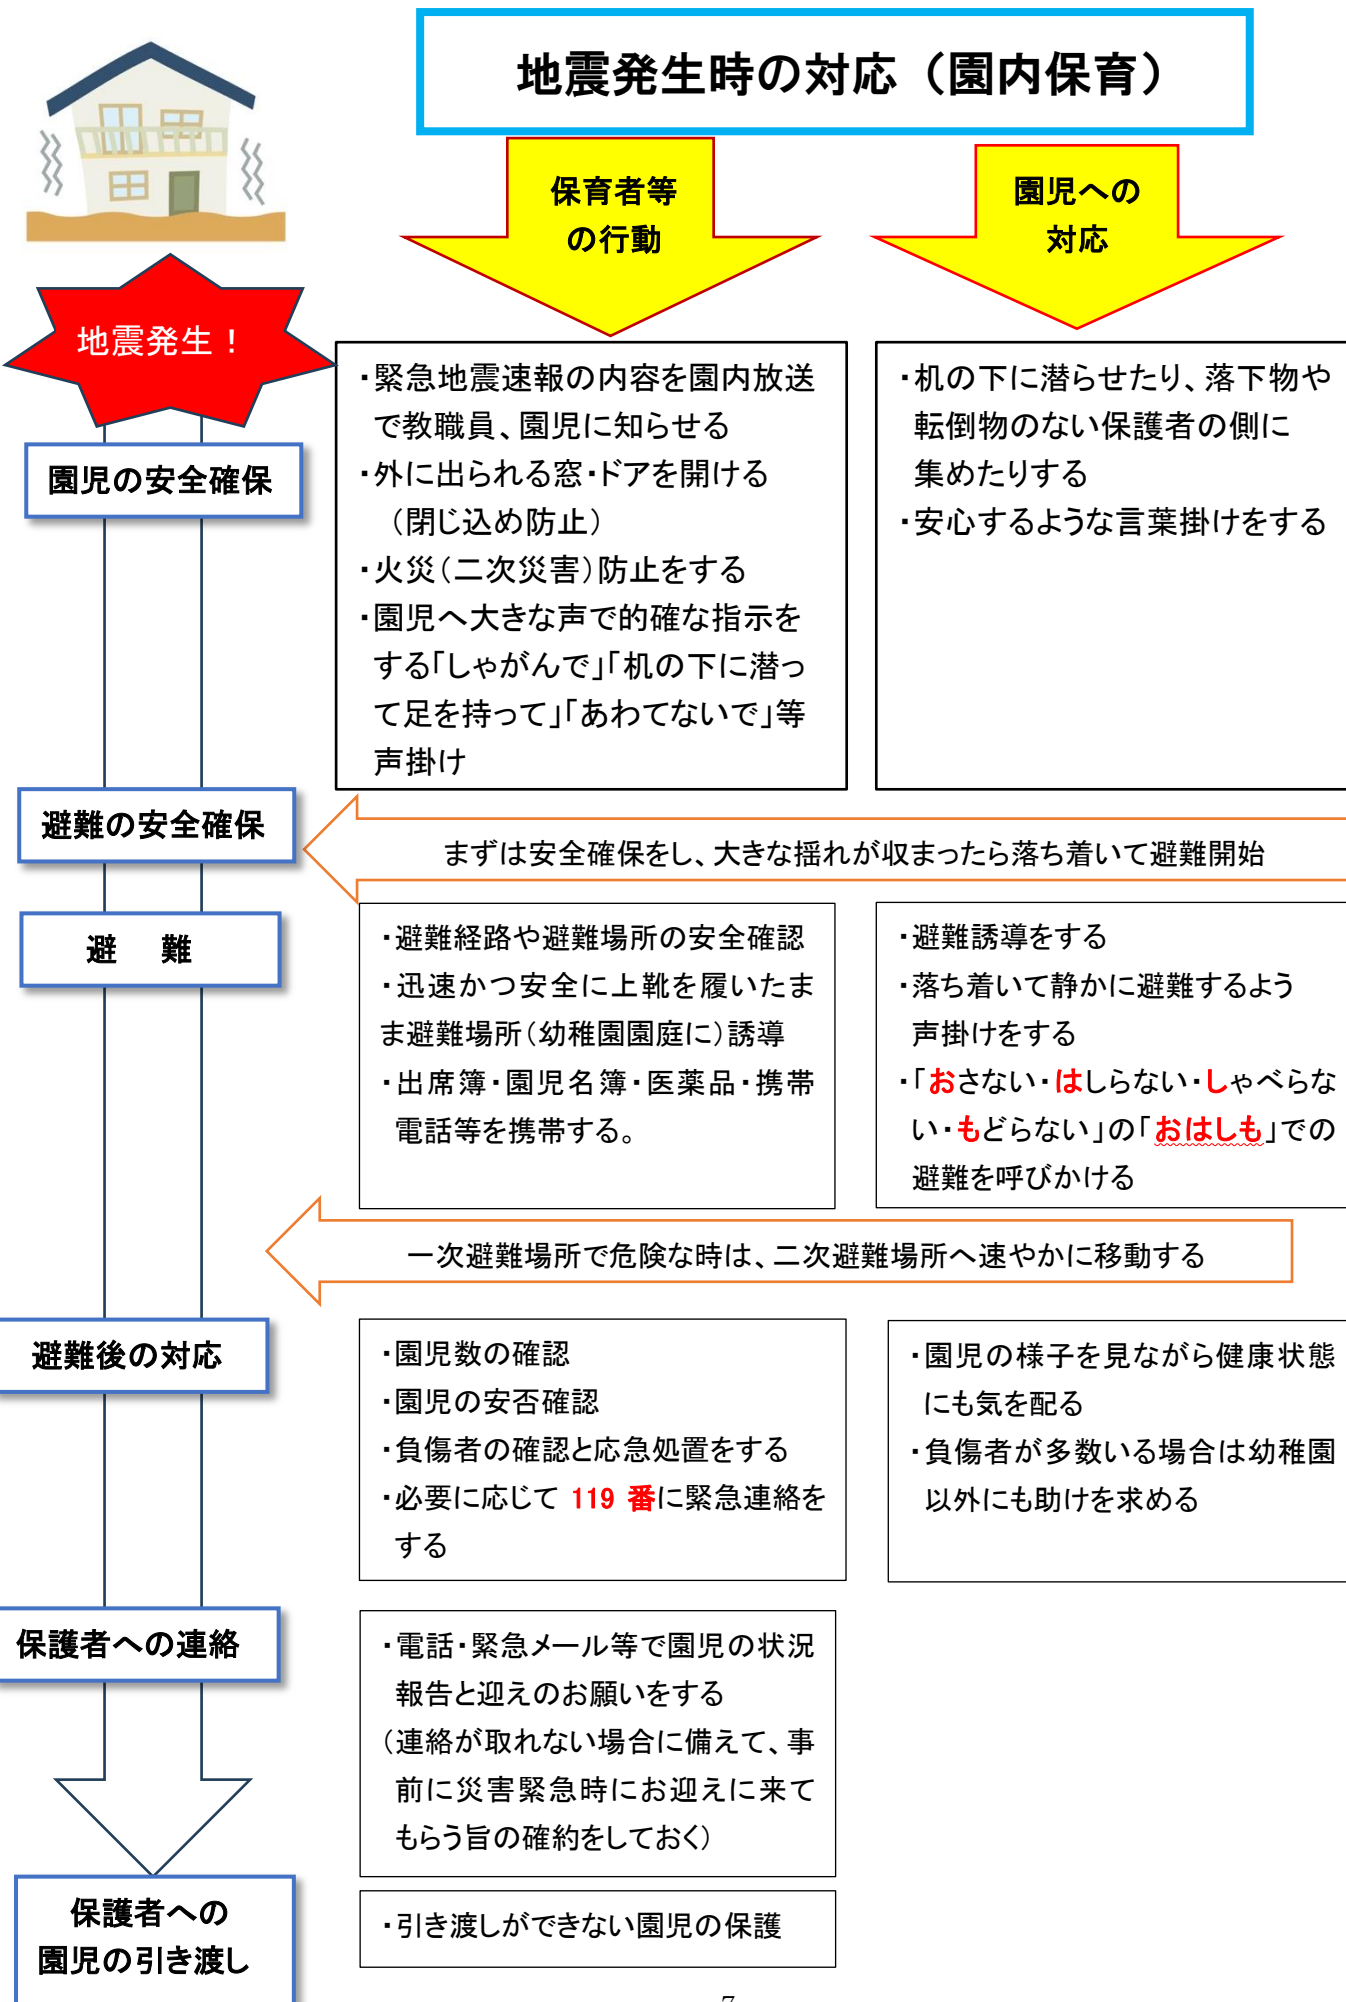 地震発生時の対応（園内保育）
保育者等
の行動
園児への
対応
地震発生！
園児の安全確保
・緊急地震速報の内容を園内放送
で教職員、園児に知らせる
・外に出られる窓・ドアを開ける
（閉じ込め防止）
・火災（二次災害）防止をする
・園児へ大きな声で的確な指示を
する「しゃがんで」「机の下に潜っ
て足を持って」「あわてないで」等
声掛け
・机の下に潜らせたり、落下物や
転倒物のない保護者の側に
集めたりする
・安心するような言葉掛けをする
避難の安全確保
まずは安全確保をし、大きな揺れが収まったら落ち着いて避難開始
避　難
・避難経路や避難場所の安全確認
・迅速かつ安全に上靴を履いたま
ま避難場所（幼稚園園庭に）誘導
・出席簿・園児名簿・医薬品・携帯
電話等を携帯する。
・避難誘導をする
・落ち着いて静かに避難するよう
声掛けをする
・「おさない・はしらない・しゃべらな
い・もどらない」の「おはしも」での
避難を呼びかける
一次避難場所で危険な時は、二次避難場所へ速やかに移動する
避難後の対応
・園児数の確認
・園児の安否確認
・負傷者の確認と応急処置をする
・必要に応じて 119 番に緊急連絡を
する
・園児の様子を見ながら健康状態
にも気を配る
・負傷者が多数いる場合は幼稚園
以外にも助けを求める
保護者への連絡
・電話・緊急メール等で園児の状況
報告と迎えのお願いをする
（連絡が取れない場合に備えて、事
前に災害緊急時にお迎えに来て
もらう旨の確約をしておく）
保護者への
園児の引き渡し
・引き渡しができない園児の保護
7